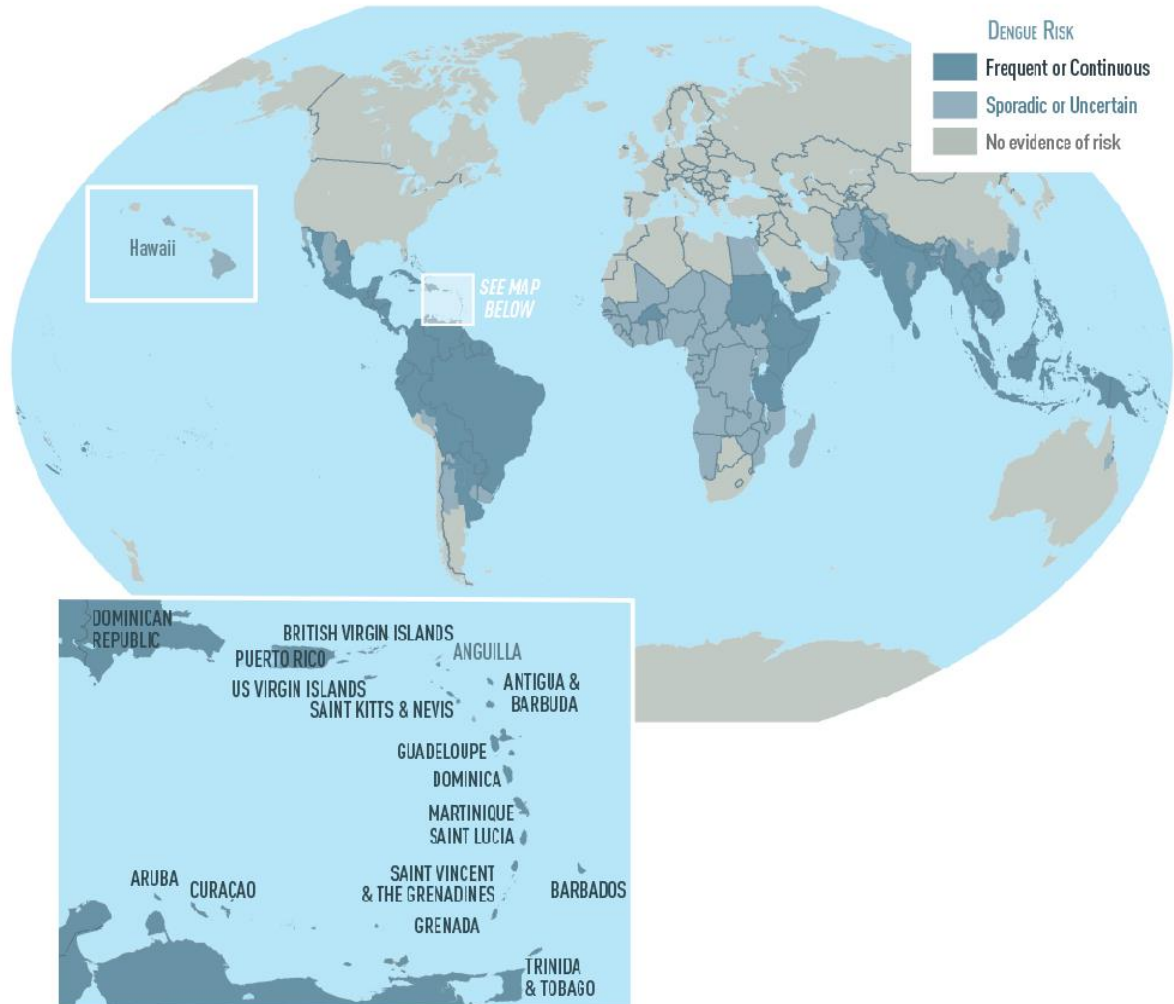 DENGUE RISK
Frequent or Continuous
Sporadic or Uncertain
No evidence of risk
Hawaii
SEE MAP
BELOW
DOMINICAN
REPUBLIC
BRITISH VIRGIN ISLANDS
PUERTO RICO
ANGUILLA
US VIRGIN ISLANDS
ANTIGUA &
BARBUDA
SAINT KITTS & NEVIS
GUADELOUPE
DOMINICA
MARTINIQUE
SAINT LUCIA
ARUBA
CURAÇAO
SAINT VINCENT
& THE GRENADINES
BARBADOS
GRENADA
TRINIDA
& TOBAGO